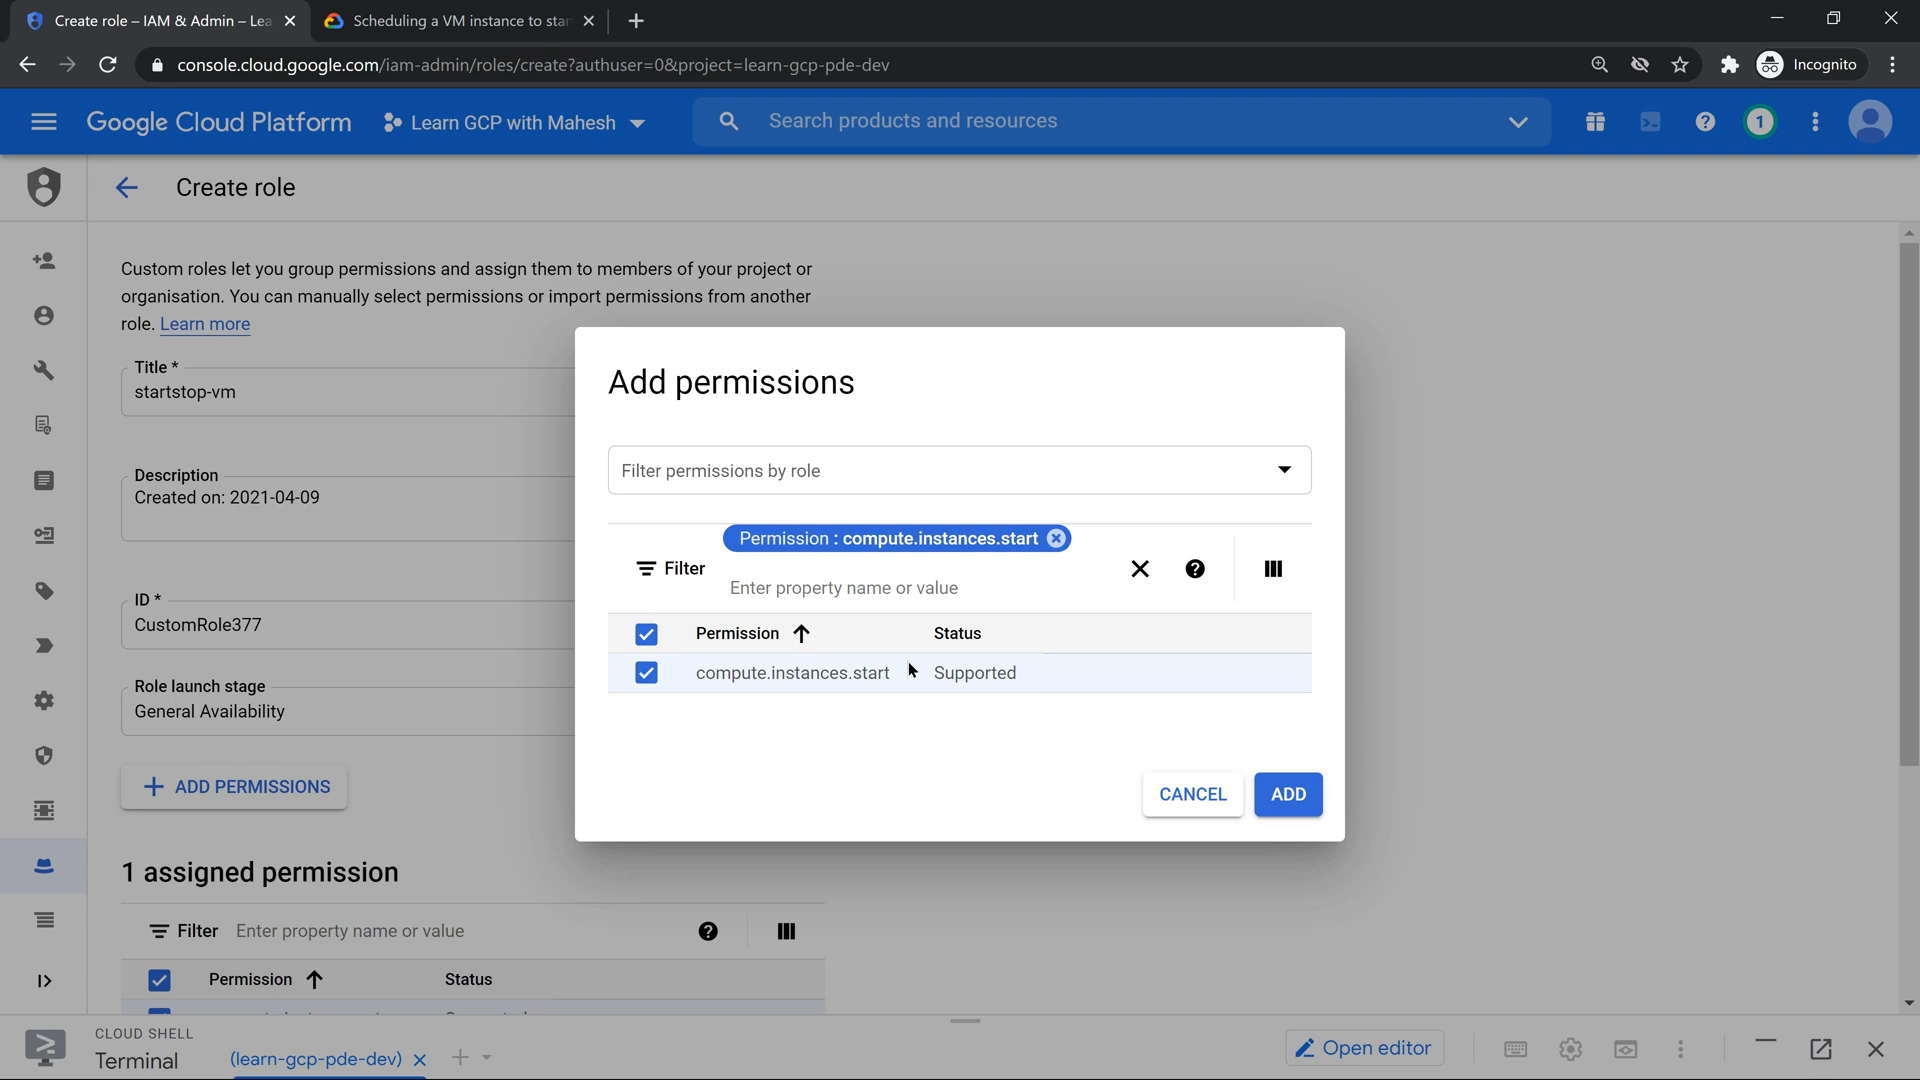 Create role – IAM & Admin – Lea
Scheduling a VM instance to star
console.cloud.google.com/iam-admin/roles/create?authuser=0&project=learn-gcp-pde-dev
Incognito
Google Cloud Platform
Learn GCP with Mahesh
Search products and resources
1
Create role
Custom roles let you group permissions and assign them to members of your project or
organisation. You can manually select permissions or import permissions from another
role. Learn more
Title *
startstop-vm
Description
Created on: 2021-04-09
ID *
CustomRole377
Role launch stage
General Availability
ADD PERMISSIONS
1 assigned permission
Filter Enter property name or value
Permission Status
Add permissions
Filter permissions by role
Permission : compute.instances.start
Filter
Enter property name or value
Permission Status
compute.instances.start Supported
CANCEL ADD
CLOUD SHELL
Terminal
(learn-gcp-pde-dev)
Open editor